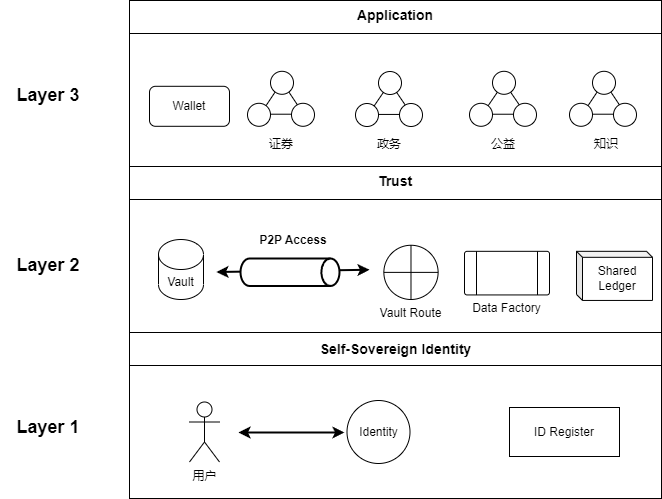 Application
Layer 3
Wallet
证券
政务
公益
知识
Trust
Layer 2
P2P Access
Vault
Vault Route
Data Factory
Shared
Ledger
Self-Sovereign Identity
Layer 1
用户
Identity
ID Register